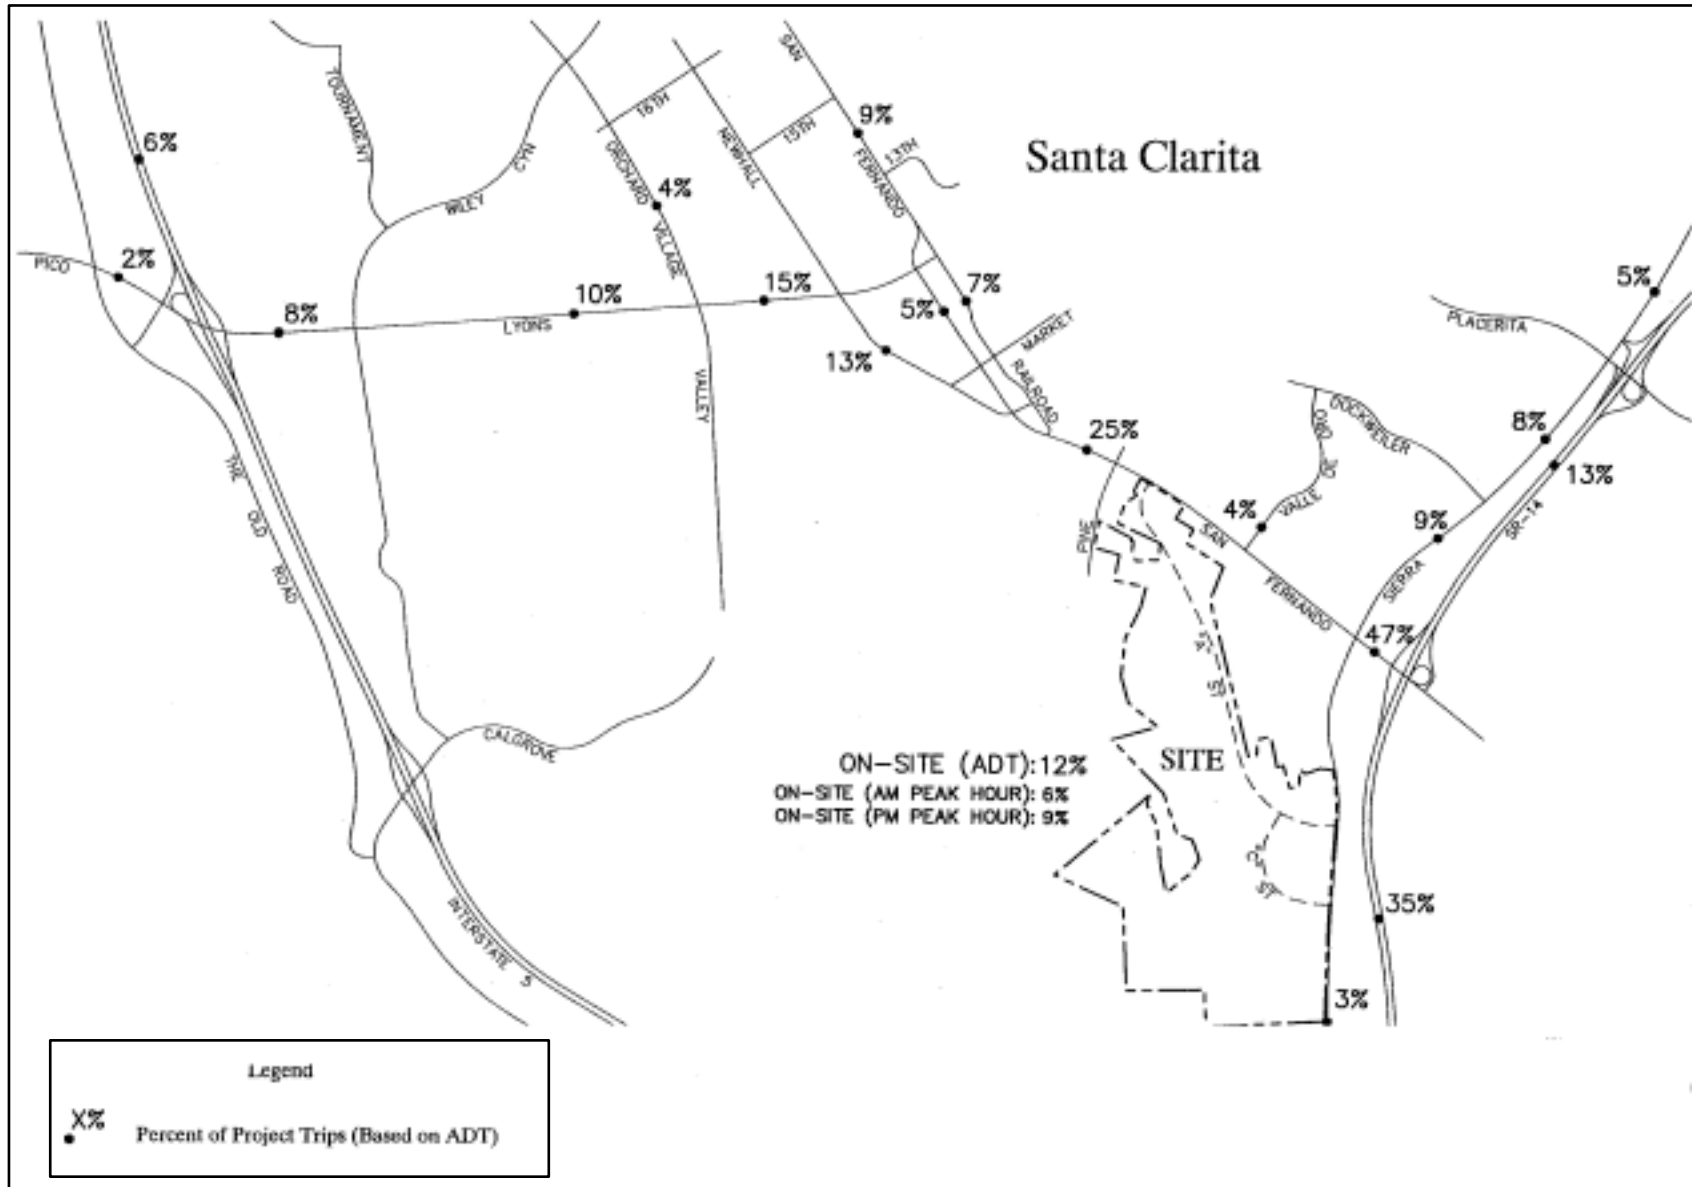 SAN
TOURNAMENT
16TH
9%
6%
15TH
13TH
Santa Clarita
NEWHALL
ORCHARD
CYN
FERNANDO
4%
WILEY
VILLAGE
PICO
2%
5%
15%
7%
10%
5%
8%
LYONS
MARKET
PLACERITA
13%
RAILROAD
VALLEY
DOCKWEILER
25%
8%
ORO
DE
13%
THE
VALLE
4%
9%
SR-14
OLD
PINE
SAN
ROAD
SIERRA
FERNANDO
47%
'A' ST
CALGROVE
ON-SITE (ADT):12%
SITE
ON-SITE (AM PEAK HOUR): 6%
ON-SITE (PM PEAK HOUR): 9%
ST
35%
INTERSTATE 5
3%
Legend
X%
Percent of Project Trips (Based on ADT)